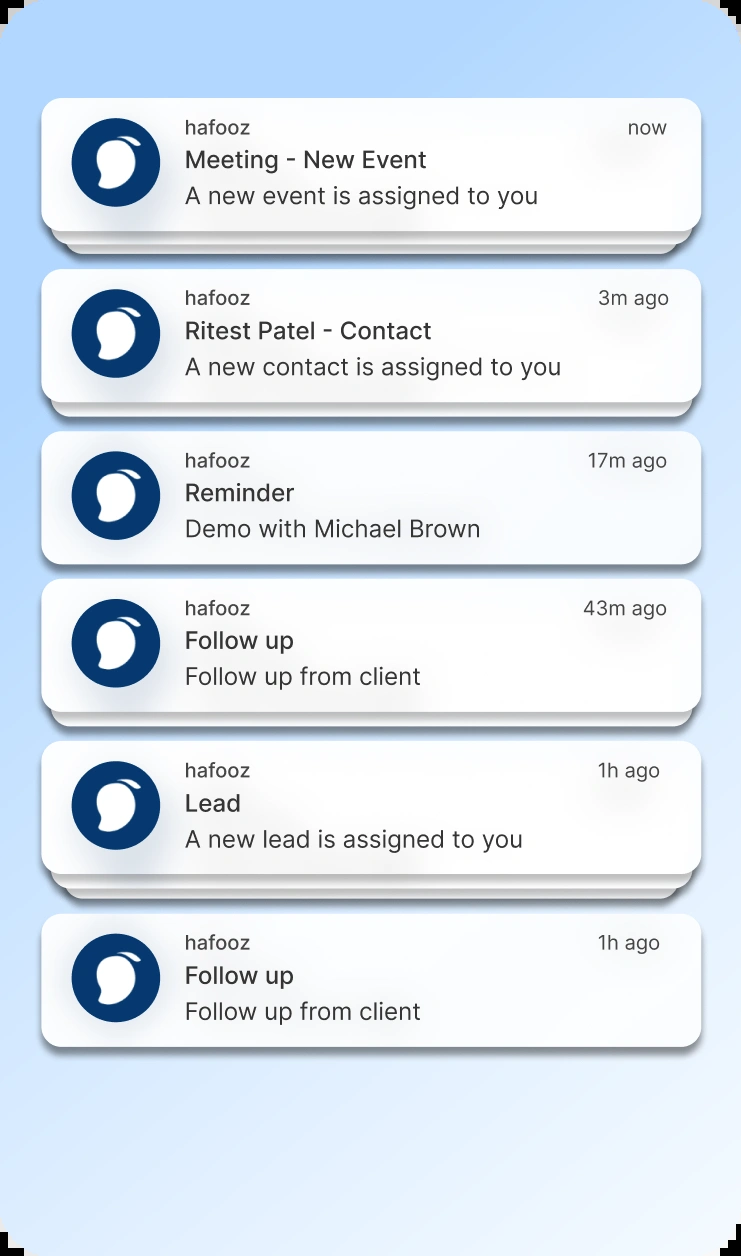 hafooz
now
Meeting - New Event
A new event is assigned to you
hafooz
3m ago
Ritest Patel - Contact
A new contact is assigned to you
hafooz
17m ago
Reminder
Demo with Michael Brown
hafooz
43m ago
Follow up
Follow up from client
hafooz
1h ago
Lead
A new lead is assigned to you
hafooz
1h ago
Follow up
Follow up from client